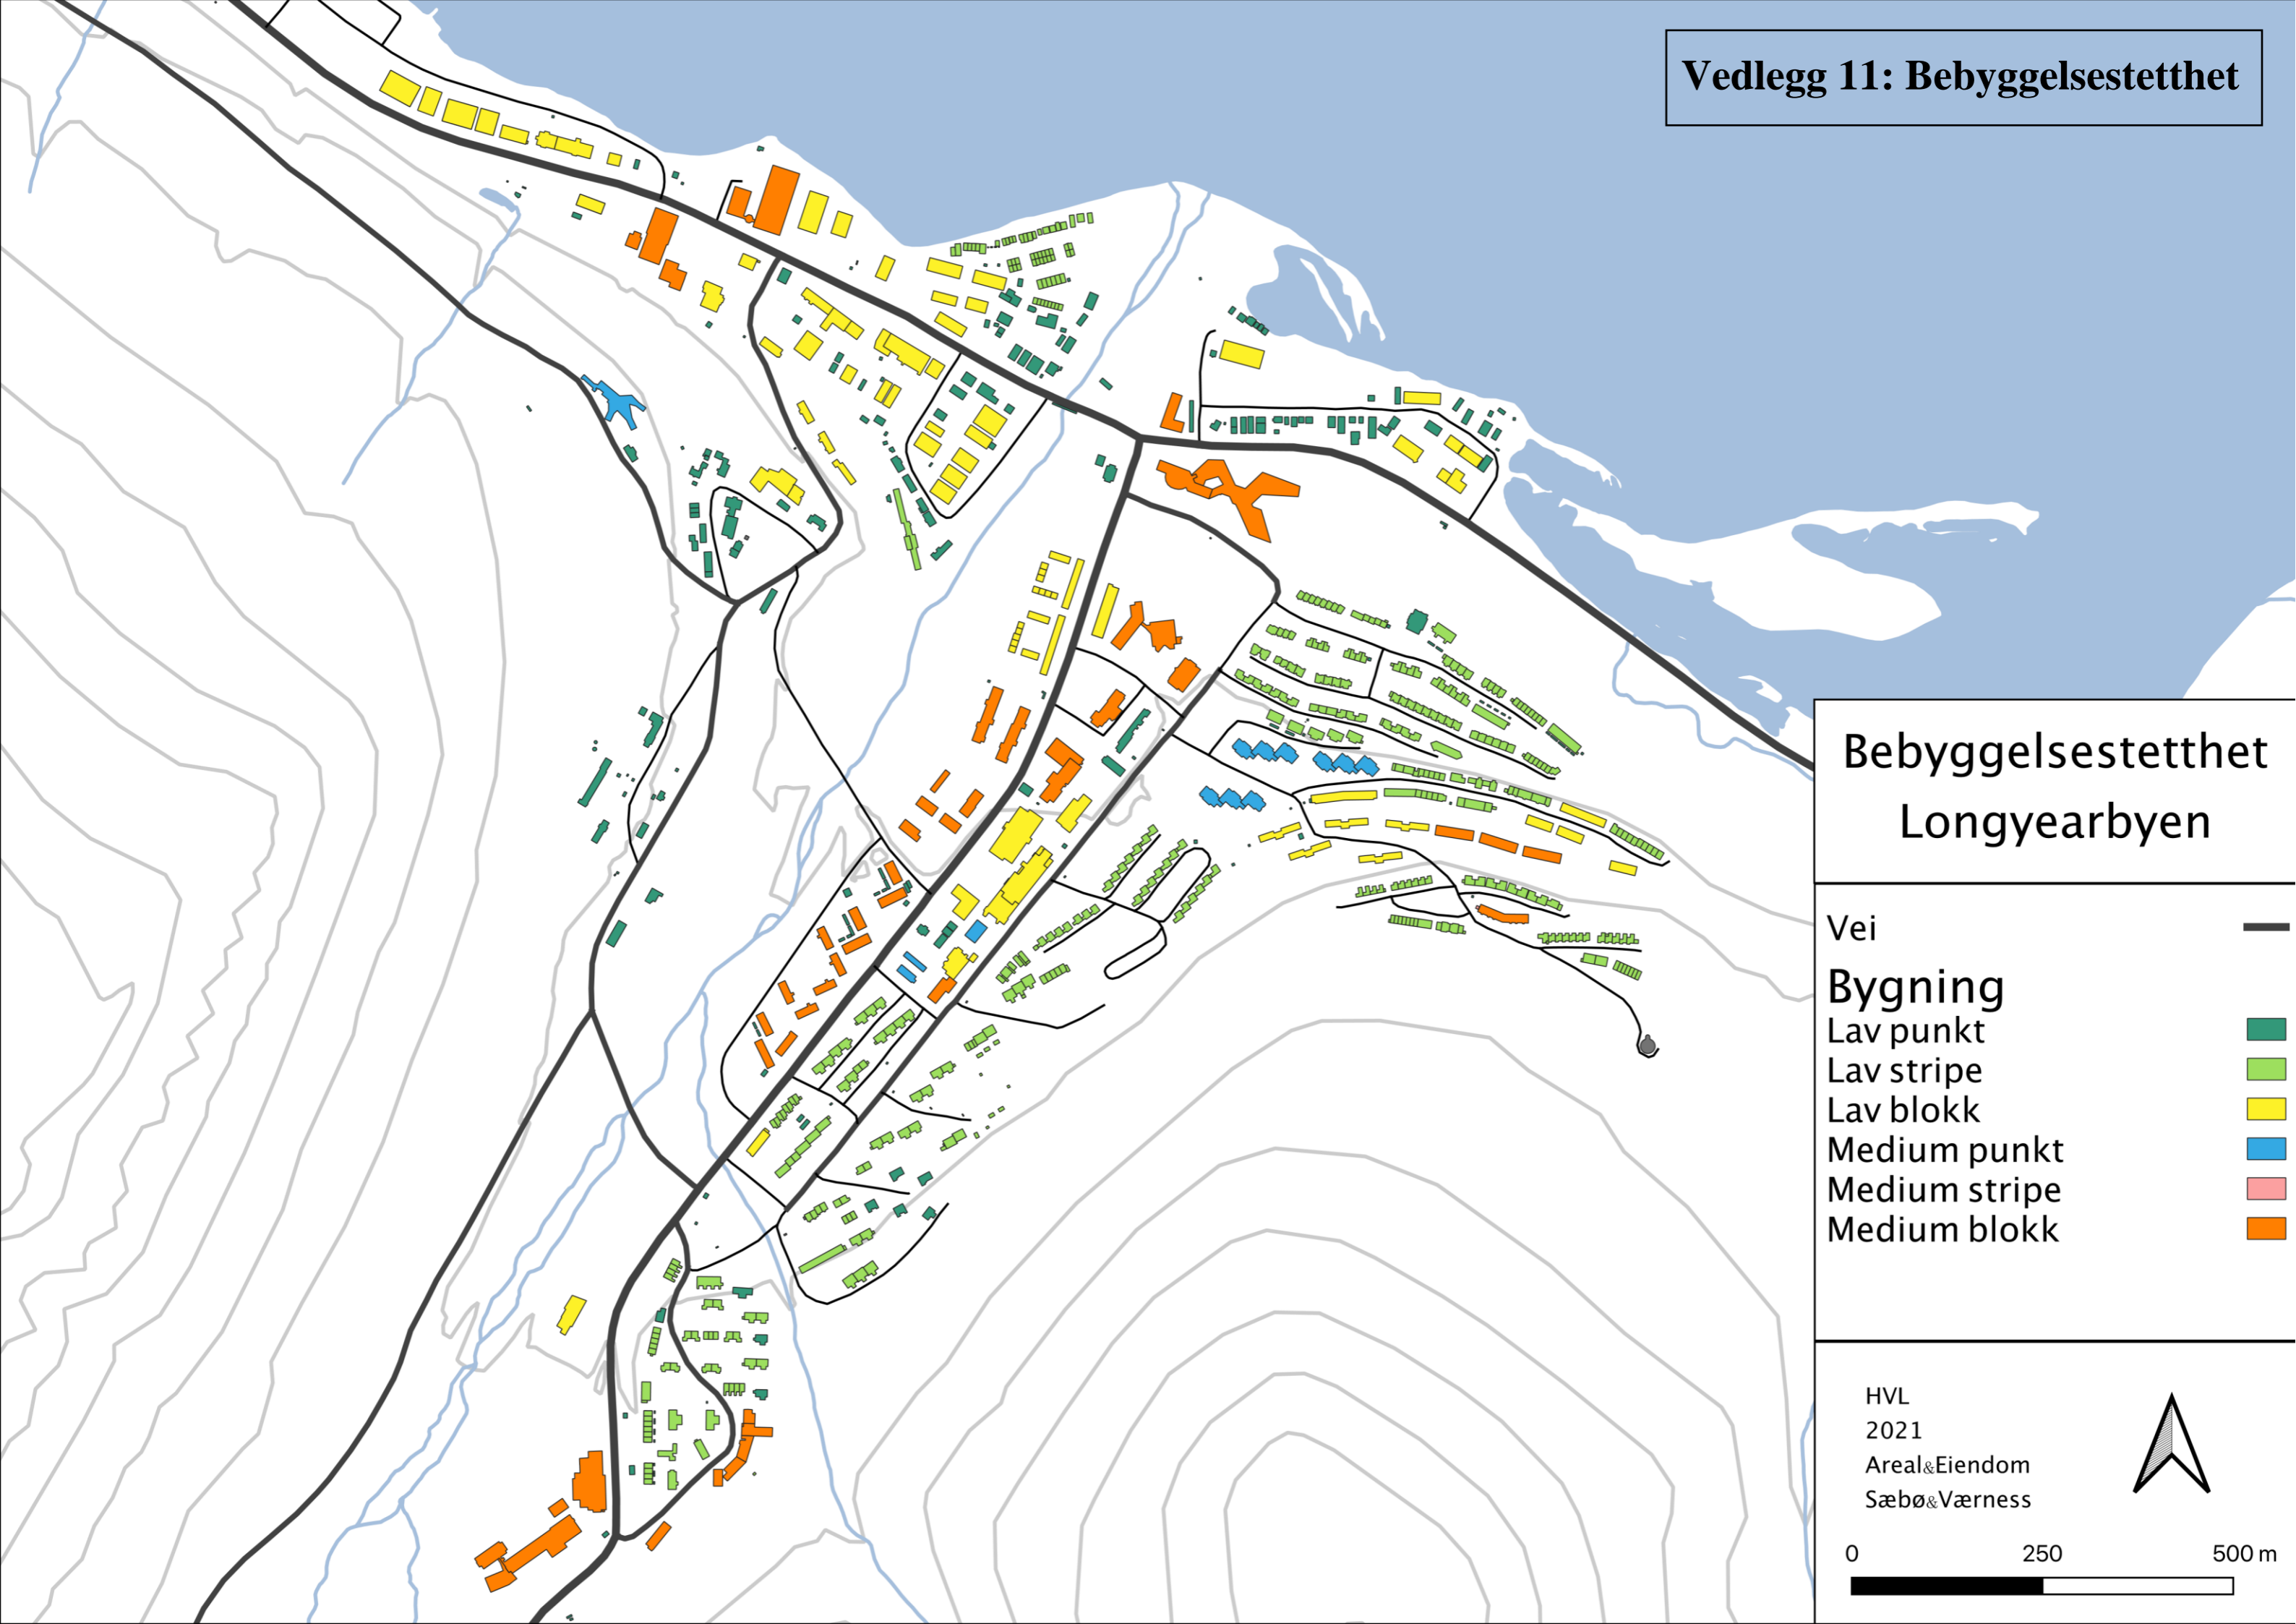 Vedlegg 11: Bebyggelsestetthet
Bebyggelsestetthet
Longyearbyen
Vei
Bygning
Lav punkt
Lav stripe
Lav blokk
Medium punkt
Medium stripe
Medium blokk
HVL
2021
Areal&Eiendom
Sæbø&Værness
0 250 500 m